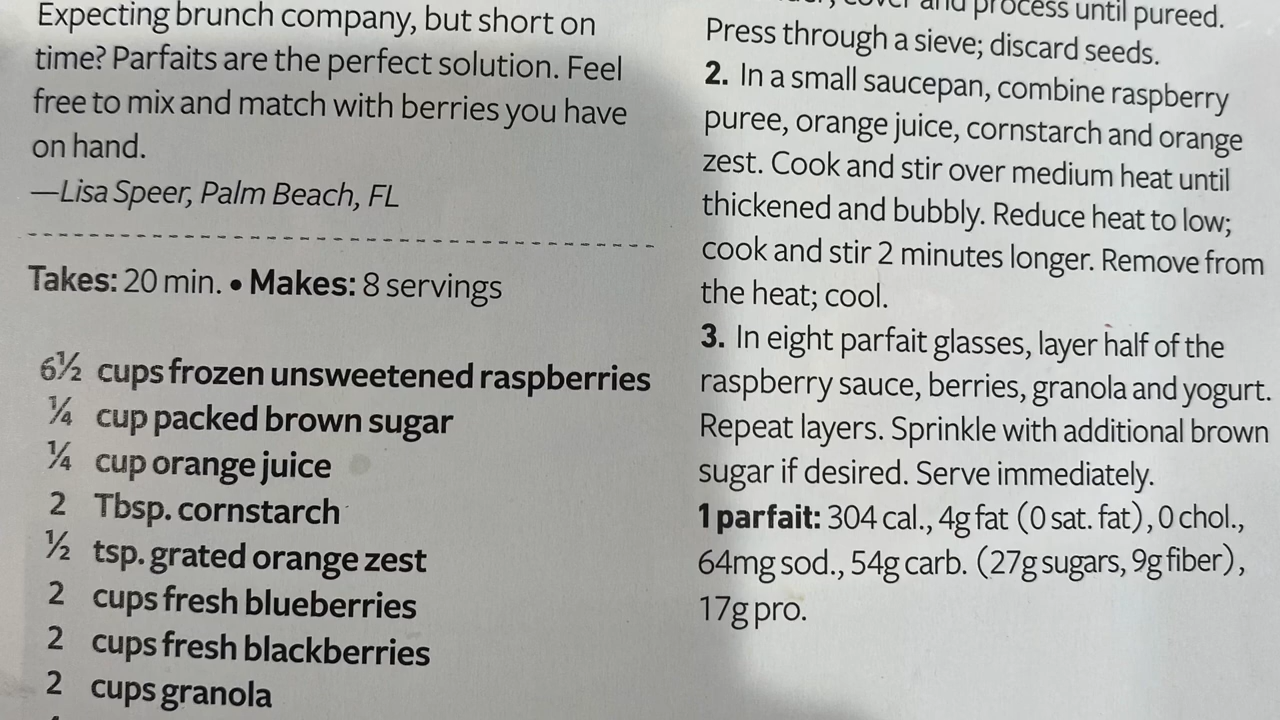 Expecting brunch company, but short on
time? Parfaits are the perfect solution. Feel
free to mix and match with berries you have
on hand.
—Lisa Speer, Palm Beach, FL
Takes: 20 min. • Makes: 8 servings
6½ cups frozen unsweetened raspberries
¼ cup packed brown sugar
¼ cup orange juice
2 Tbsp. cornstarch
½ tsp. grated orange zest
2 cups fresh blueberries
2 cups fresh blackberries
2 cups granola
cover and process until pureed.
Press through a sieve; discard seeds.
2. In a small saucepan, combine raspberry
puree, orange juice, cornstarch and orange
zest. Cook and stir over medium heat until
thickened and bubbly. Reduce heat to low;
cook and stir 2 minutes longer. Remove from
the heat; cool.
3. In eight parfait glasses, layer half of the
raspberry sauce, berries, granola and yogurt.
Repeat layers. Sprinkle with additional brown
sugar if desired. Serve immediately.
1 parfait: 304 cal., 4g fat (0 sat. fat), 0 chol.,
64mg sod., 54g carb. (27g sugars, 9g fiber),
17g pro.